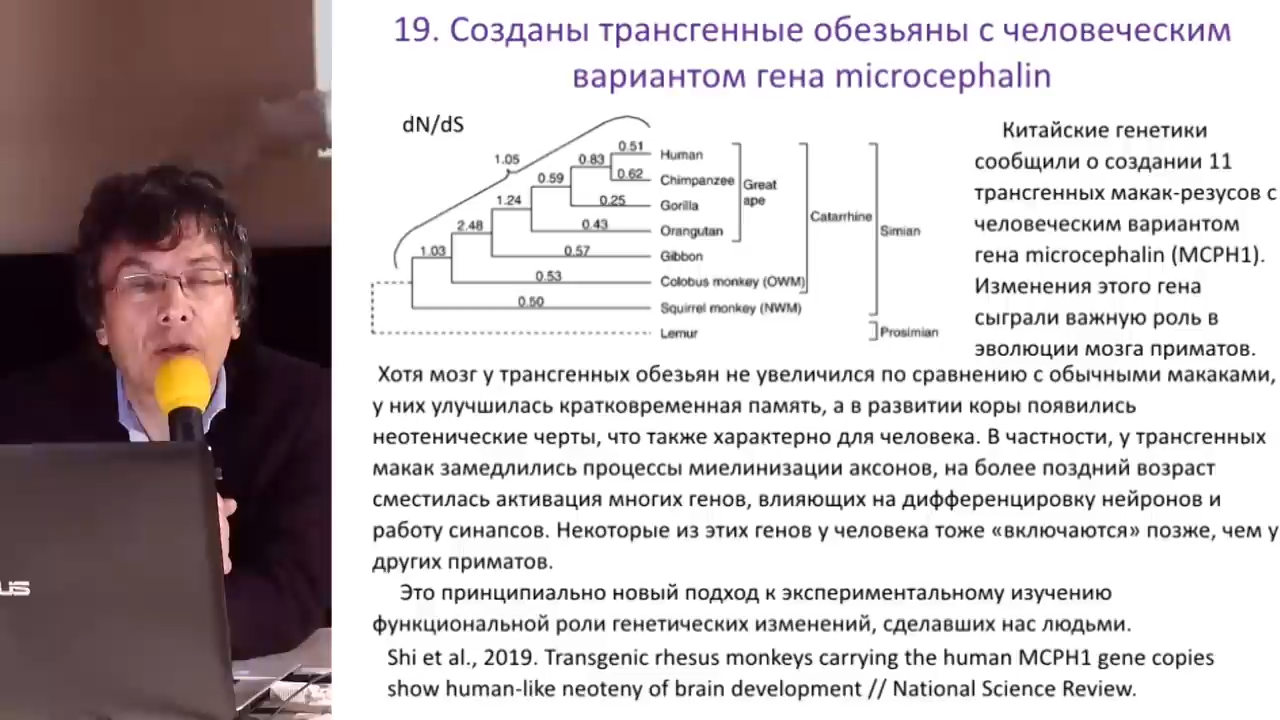 19. Созданы трансгенные обезьяны с человеческим
вариантом гена microcephalin
dN/dS
1.05
0.51
Human
0.83
0.62
Chimpanzee
0.59
Great
ape
1.24
0.25
Gorilla
2.48
0.43
Orangutan
Catarrhine
Simian
1.03
0.57
Gibbon
0.53
Colobus monkey (OWM)
0.50
Squirrel monkey (NWM)
Lemur
Prosimian
Китайские генетики
сообщили о создании 11
трансгенных макак-резусов с
человеческим вариантом
гена microcephalin (MCPH1).
Изменения этого гена
сыграли важную роль в
эволюции мозга приматов.
Хотя мозг у трансгенных обезьян не увеличился по сравнению с обычными макаками,
у них улучшилась кратковременная память, а в развитии коры появились
неотенические черты, что также характерно для человека. В частности, у трансгенных
макак замедлились процессы миелинизации аксонов, на более поздний возраст
сместилась активация многих генов, влияющих на дифференцировку нейронов и
работу синапсов. Некоторые из этих генов у человека тоже «включаются» позже, чем у
других приматов.
Это принципиально новый подход к экспериментальному изучению
функциональной роли генетических изменений, сделавших нас людьми.
Shi et al., 2019. Transgenic rhesus monkeys carrying the human MCPH1 gene copies
show human-like neoteny of brain development // National Science Review.